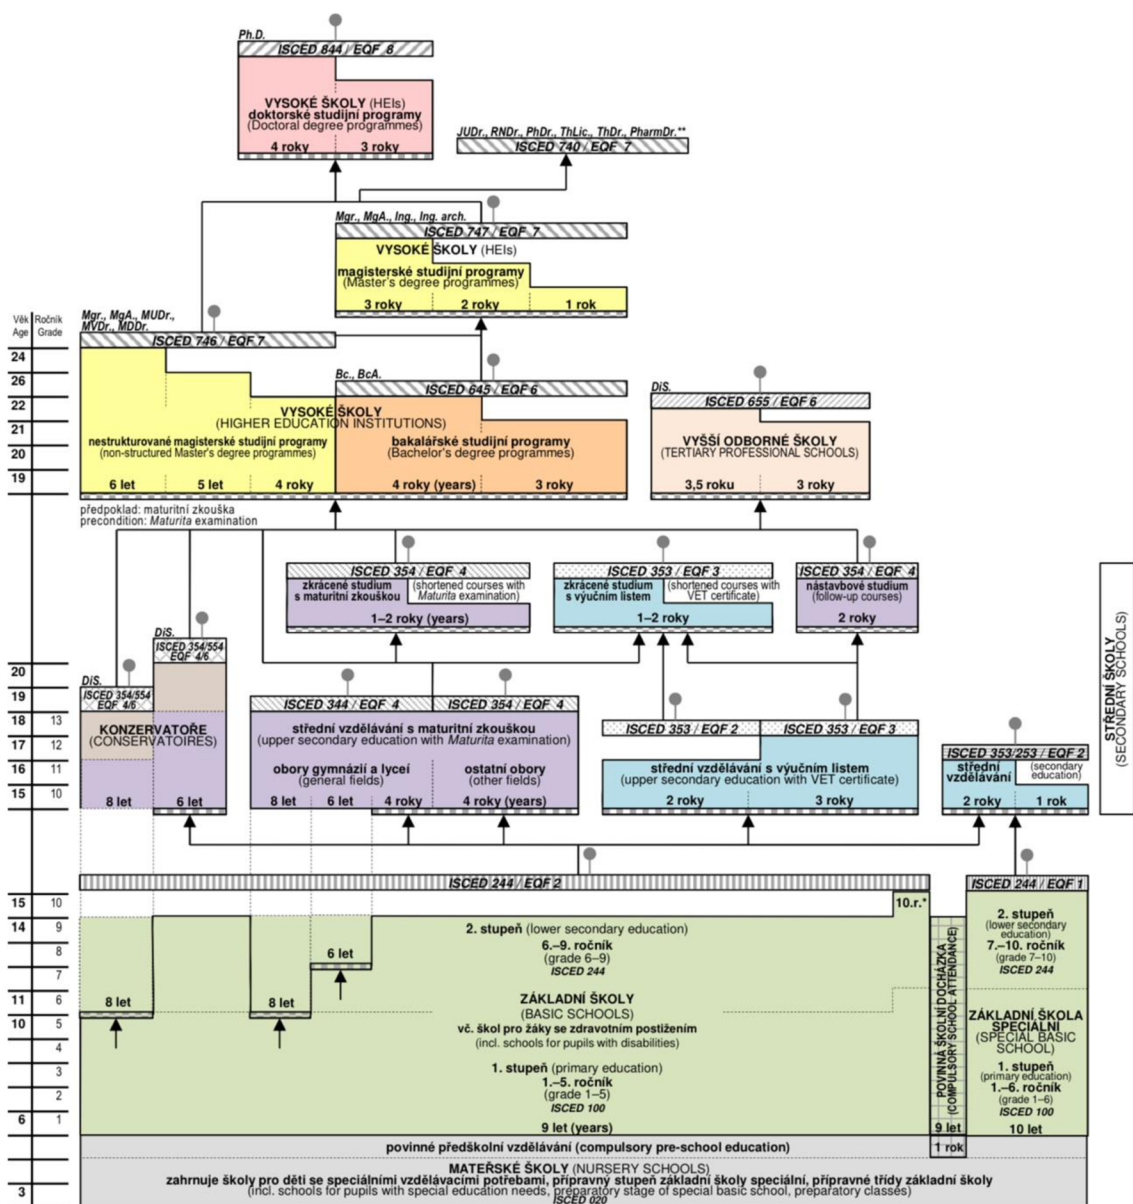 Ph.D.
ISCED 844 / EQF 8
VYSOKÉ ŠKOLY (HEIs)
doktorské studijní programy
(Doctoral degree programmes)
4 roky 3 roky
JUDr., RNDr., PhDr., ThLic., ThDr., PharmDr.**
ISCED 740 / EQF 7
Mgr., MgA., Ing., Ing. arch.
ISCED 747 / EQF 7
VYSOKÉ ŠKOLY (HEIs)
magisterské studijní programy
(Master's degree programmes)
3 roky 2 roky 1 rok
Věk Ročník
Age Grade
Mgr., MgA., MUDr.,
MVDr., MDDr.
ISCED 746 / EQF 7
24
26
22
21
20
19
Bc., BcA.
ISCED 645 / EQF 6
VYSOKÉ ŠKOLY
(HIGHER EDUCATION INSTITUTIONS)
nestrukturované magisterské studijní programy
(non-structured Master's degree programmes)
6 let 5 let 4 roky
bakalářské studijní programy
(Bachelor's degree programmes)
4 roky (years) 3 roky
DiS.
ISCED 655 / EQF 6
VYŠŠÍ ODBORNÉ ŠKOLY
(TERTIARY PROFESSIONAL SCHOOLS)
3,5 roku 3 roky
předpoklad: maturitní zkouška
precondition: Maturita examination
ISCED 354 / EQF 4
zkrácené studium (shortened courses with
s maturitní zkouškou Maturita examination)
1–2 roky (years)
ISCED 353 / EQF 3
zkrácené studium (shortened courses with
s výučním listem VET certificate)
1–2 roky
ISCED 354 / EQF 4
nástavbové studium
(follow-up courses)
2 roky
STŘEDNÍ ŠKOLY
(SECONDARY SCHOOLS)
20
19
18 13
17 12
16 11
15 10
DiS.
ISCED 354/554
EQF 4/6
DiS.
ISCED 354/554
EQF 4/6
KONZERVATOŘE
(CONSERVATOIRES)
8 let 6 let
ISCED 344 / EQF 4 ISCED 354 / EQF 4
střední vzdělávání s maturitní zkouškou
(upper secondary education with Maturita examination)
obory gymnázií a lyceí ostatní obory
(general fields) (other fields)
8 let 6 let 4 roky 4 roky (years)
ISCED 353 / EQF 2 ISCED 353 / EQF 3
střední vzdělávání s výučním listem
(upper secondary education with VET certificate)
2 roky 3 roky
ISCED 353/253 / EQF 2
střední (secondary
vzdělávání education)
2 roky 1 rok
ISCED 244 / EQF 2
ISCED 244 / EQF 1
15 10
14 9
8
7
11 6
10 5
4
3
2
6 1
3
10.r.*
2. stupeň (lower secondary education)
6.–9. ročník
(grade 6–9)
ISCED 244
6 let
8 let
8 let
ZÁKLADNÍ ŠKOLY
(BASIC SCHOOLS)
vč. škol pro žáky se zdravotním postižením
(incl. schools for pupils with disabilities)
1. stupeň (primary education)
1.–5. ročník
(grade 1–5)
ISCED 100
9 let (years)
POVINNÁ ŠKOLNÍ DOCHÁZKA
(COMPULSORY SCHOOL ATTENDANCE)
9 let
1 rok
2. stupeň
(lower secondary
education)
7.–10. ročník
(grade 7–10)
ISCED 244
ZÁKLADNÍ ŠKOLA
SPECIÁLNÍ
(SPECIAL BASIC
SCHOOL)
1. stupeň
(primary education)
1.–6. ročník
(grade 1–6)
ISCED 100
10 let
povinné předškolní vzdělávání (compulsory pre-school education)
MATEŘSKÉ ŠKOLY (NURSERY SCHOOLS)
zahrnuje školy pro děti se speciálními vzdělávacími potřebami, přípravný stupeň základní školy speciální, přípravné třídy základní školy
(incl. schools for pupils with special education needs, preparatory stage of special basic school, preparatory classes)
ISCED 020